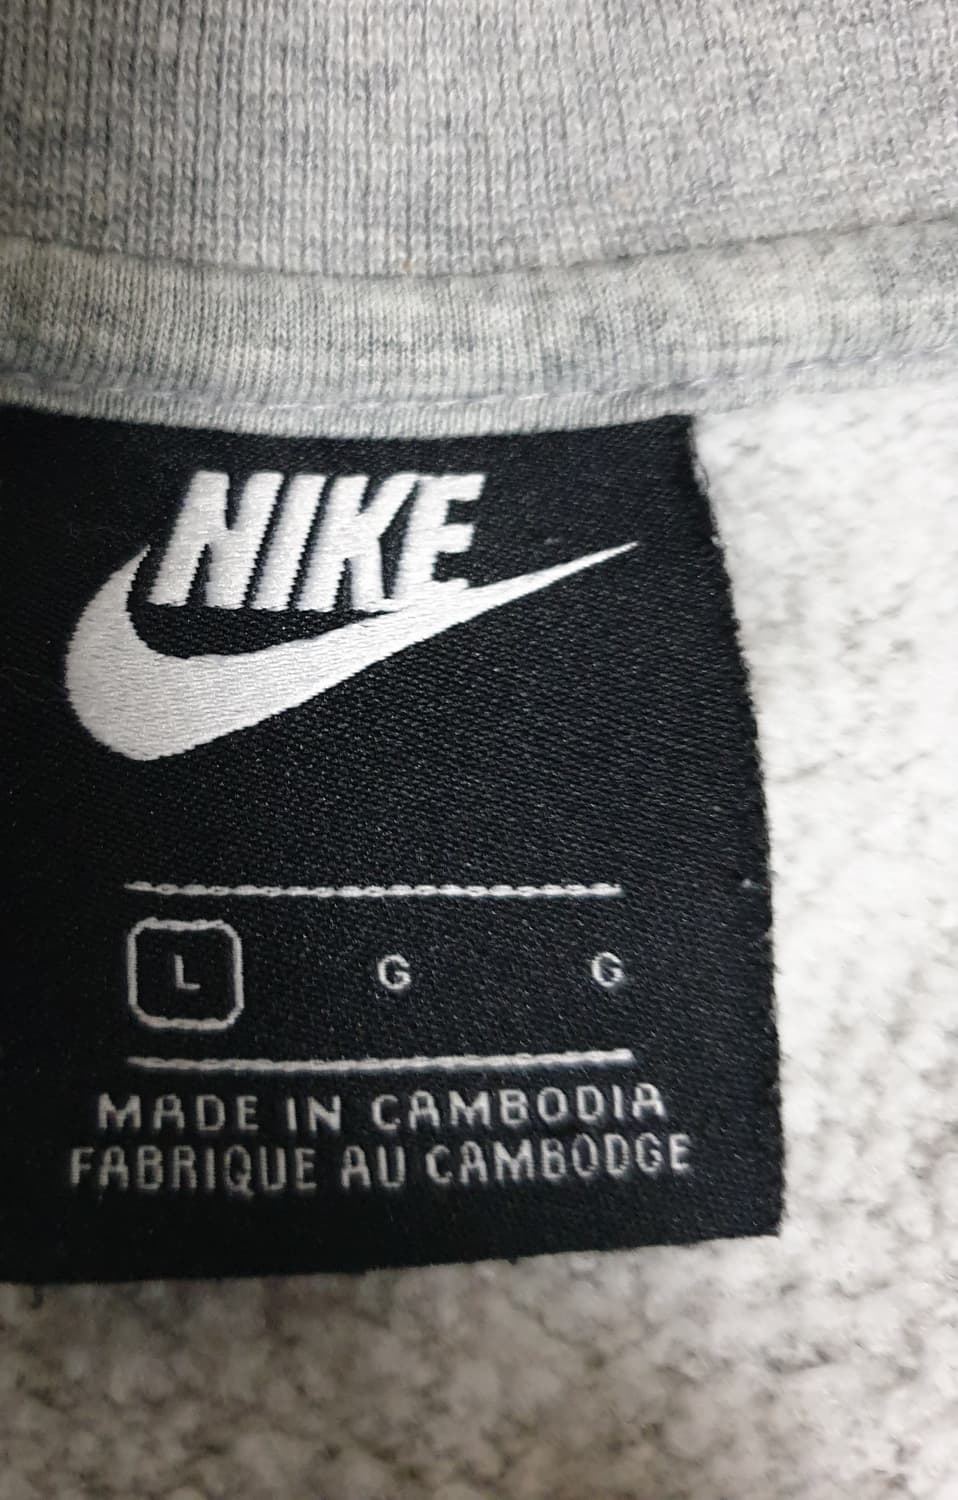 NIKE
L G G
MADE IN CAMBODIA
FABRIQUE AU CAMBODGE